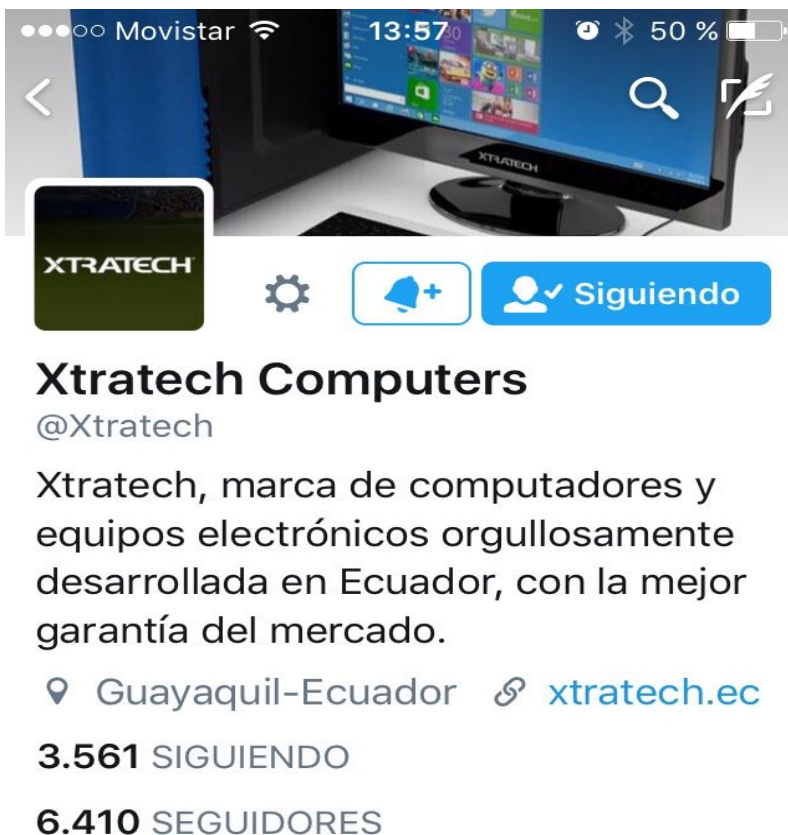 Movistar 13:57 50 %
XTRATECH
XTRATECH
Siguiendo
Xtratech Computers
@Xtratech
Xtratech, marca de computadores y
equipos electrónicos orgullosamente
desarrollada en Ecuador, con la mejor
garantía del mercado.
Guayaquil-Ecuador xtratech.ec
3.561 SIGUIENDO
6.410 SEGUIDORES